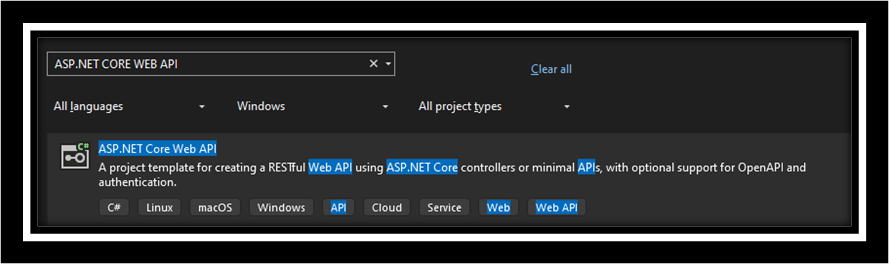 ASP.NET CORE WEB API
Clear all
All languages Windows All project types
C#
ASP.NET Core Web API
A project template for creating a RESTful Web API using ASP.NET Core controllers or minimal APIs, with optional support for OpenAPI and
authentication.
C# Linux macOS Windows API Cloud Service Web Web API